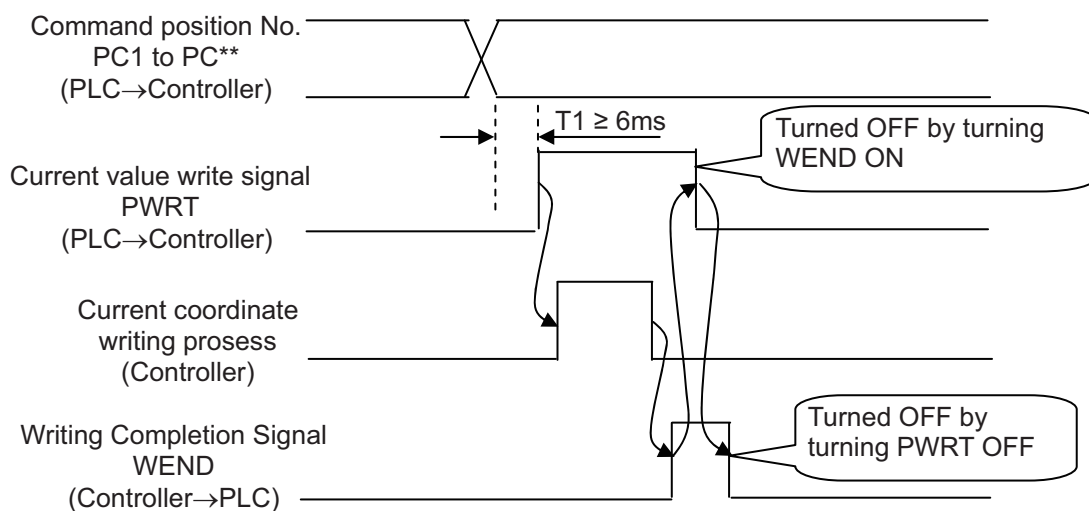 Command position No.
PC1 to PC**
(PLC→Controller)
T1 ≥ 6ms
Turned OFF by turning
WEND ON
Current value write signal
PWRT
(PLC→Controller)
Current coordinate
writing prosess
(Controller)
Writing Completion Signal
WEND
(Controller→PLC)
Turned OFF by
turning PWRT OFF